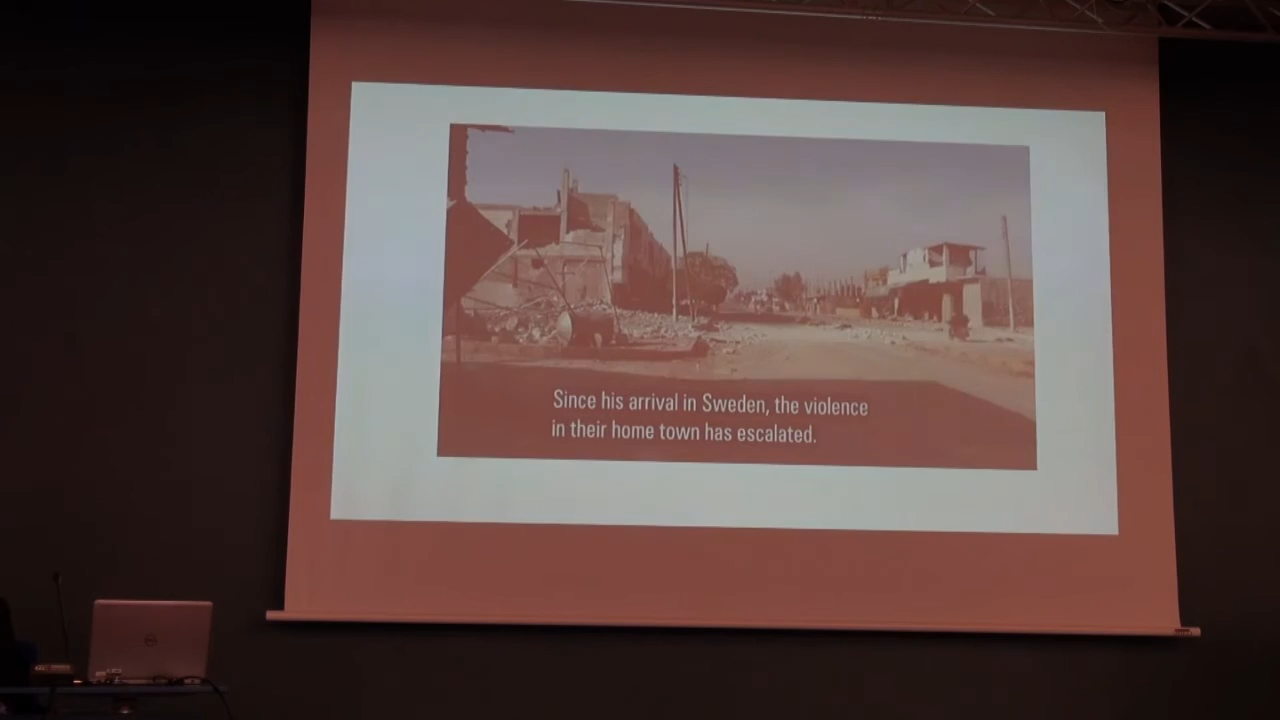 Since his arrival in Sweden, the violence
in their home town has escalated.